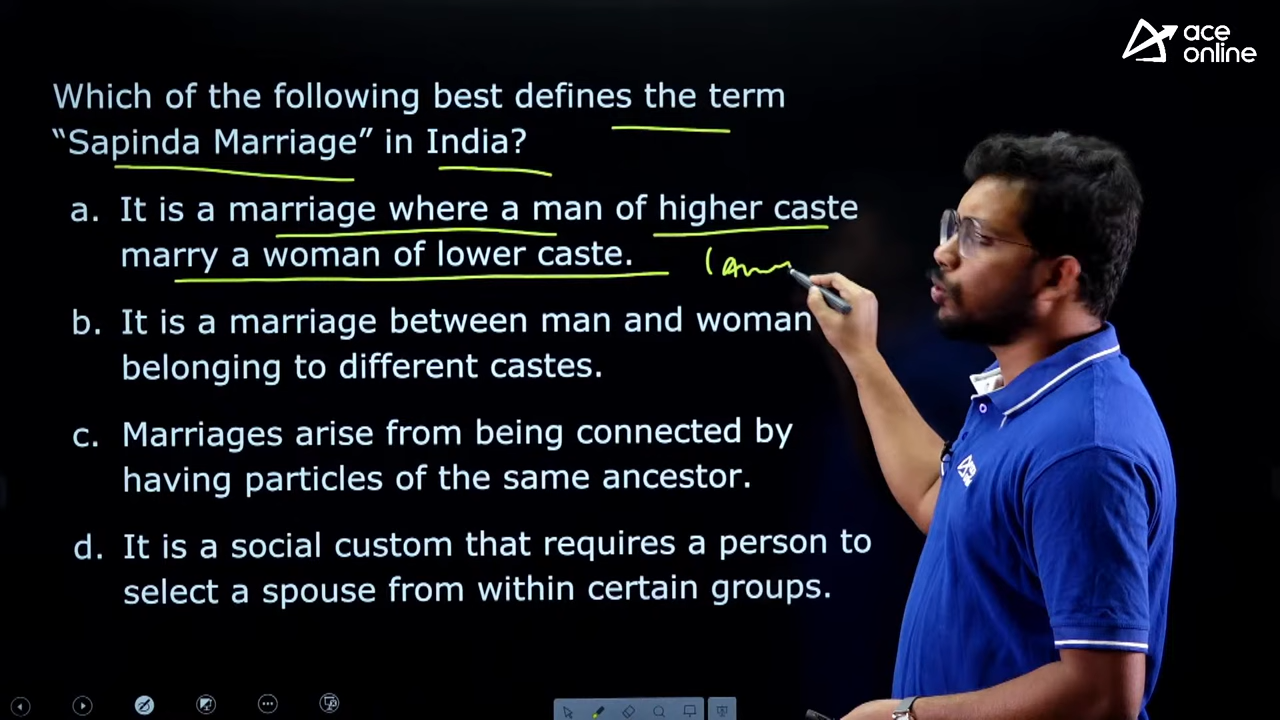 ace
online
Which of the following best defines the term
“Sapinda Marriage” in India?
a. It is a marriage where a man of higher caste
marry a woman of lower caste.
b. It is a marriage between man and woman
belonging to different castes.
c. Marriages arise from being connected by
having particles of the same ancestor.
d. It is a social custom that requires a person to
select a spouse from within certain groups.